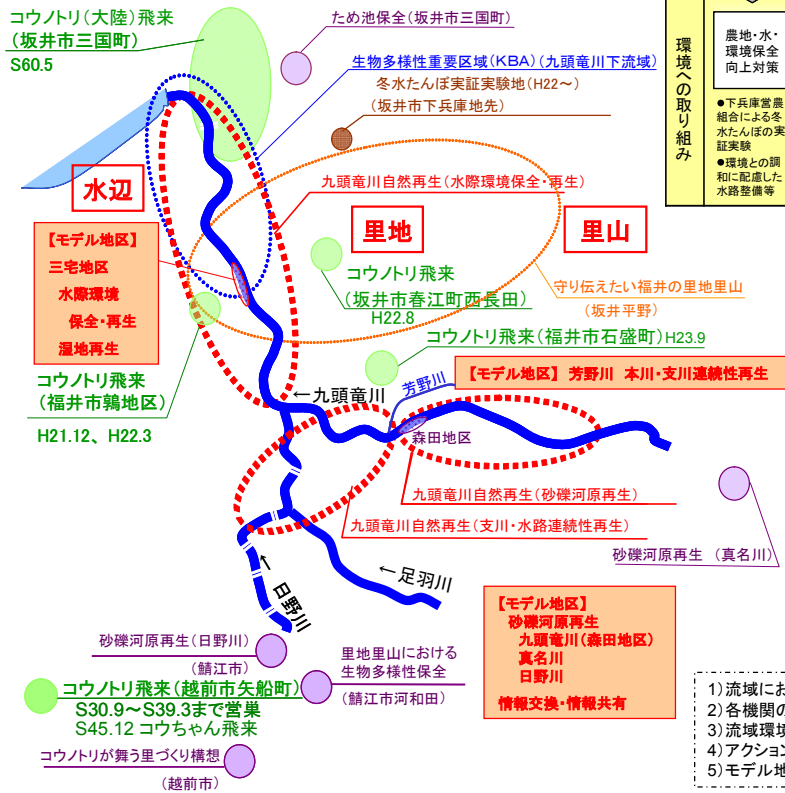 コウノトリ(大陸)飛来
(坂井市三国町)
S60.5
ため池保全(坂井市三国町)
生物多様性重要区域(KBA)(九頭竜川下流域)
冬水たんぼ実証実験地(H22～)
(坂井市下兵庫地先)
環境への取り組み
農地・水・
環境保全
向上対策
●下兵庫営農
組合による冬
水たんぼの実
証実験
●環境との調
和に配慮した
水路整備等
水辺
九頭竜川自然再生(水際環境保全・再生)
里地
里山
【モデル地区】
三宅地区
水際環境
保全・再生
湿地再生
コウノトリ飛来
(坂井市春江町西長田)
H22.8
守り伝えたい福井の里地里山
(坂井平野)
コウノトリ飛来(福井市石盛町)H23.9
コウノトリ飛来
(福井市鶉地区)
H21.12、H22.3
【モデル地区】 芳野川 本川・支川連続性再生
←九頭竜川
芳野川
森田地区
九頭竜川自然再生(砂礫河原再生)
九頭竜川自然再生(支川・水路連続性再生)
砂礫河原再生 (真名川)
←足羽川
←日野川
【モデル地区】
砂礫河原再生
九頭竜川(森田地区)
真名川
日野川
情報交換・情報共有
砂礫河原再生(日野川)
(鯖江市)
里地里山における
生物多様性保全
(鯖江市河和田)
コウノトリ飛来(越前市矢船町)
S30.9～S39.3まで営巣
S45.12 コウちゃん飛来
コウノトリが舞う里づくり構想
(越前市)
1)流域にお
2)各機関の
3)流域環境
4)アクション
5)モデル地